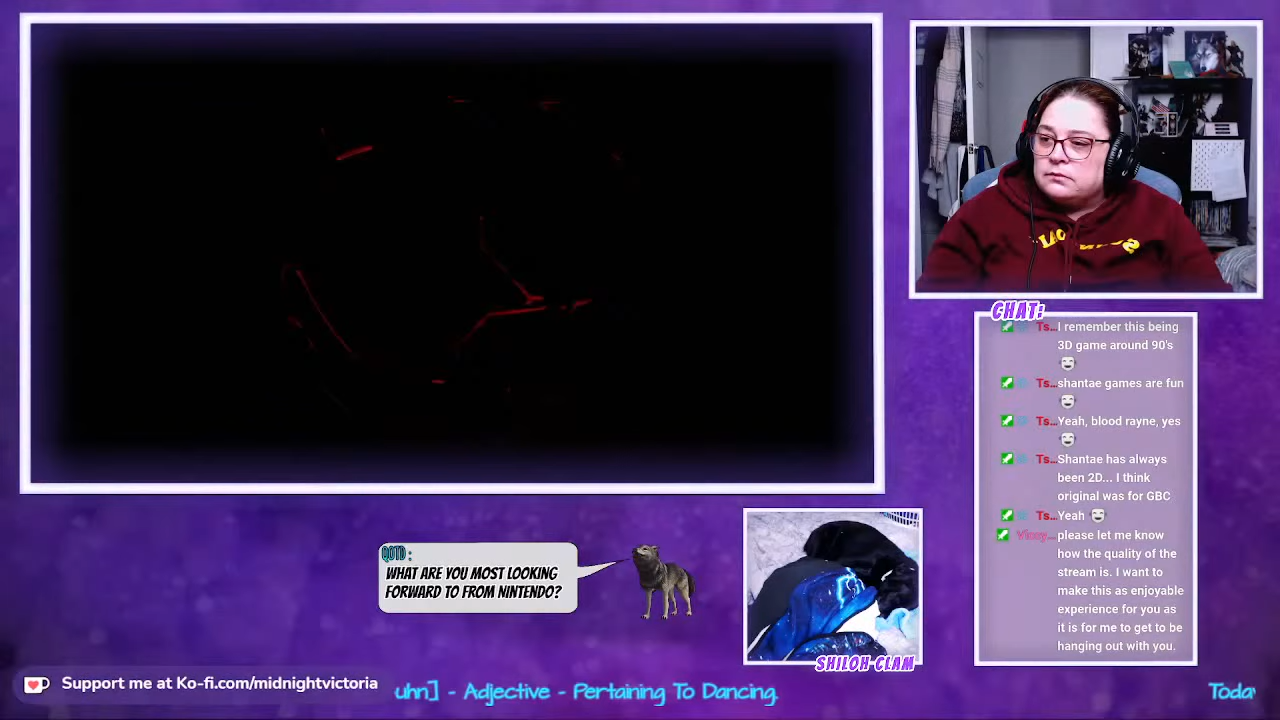 CHAT:
Ts... I remember this being
3D game around 90's
Ts... shantae games are fun
Ts... Yeah, blood rayne, yes
Ts... Shantae has always
been 2D... I think
original was for GBC
Ts... Yeah
please let me know
how the quality of the
stream is. I want to
make this as enjoyable
experience for you as
it is for me to get to be
hanging out with you.
QOTD:
WHAT ARE YOU MOST LOOKING
FORWARD TO FROM NINTENDO?
SHILOH CLAM
Support me at Ko-fi.com/midnightvictoria
uhn] - Adjective - Pertaining To Dancing.
Today